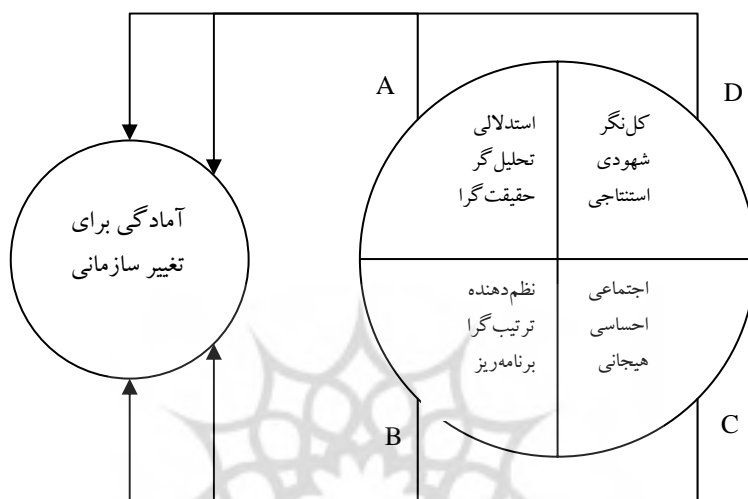 A
D
استدلالی
تحلیل‌گر
حقیقت‌گرا
کل‌نگر
شهودی
استنتاجی
آمادگی برای
تغییر سازمانی
نظم‌دهنده
ترتیب‌گرا
برنامه‌ریز
اجتماعی
احساسی
هیجانی
B
C